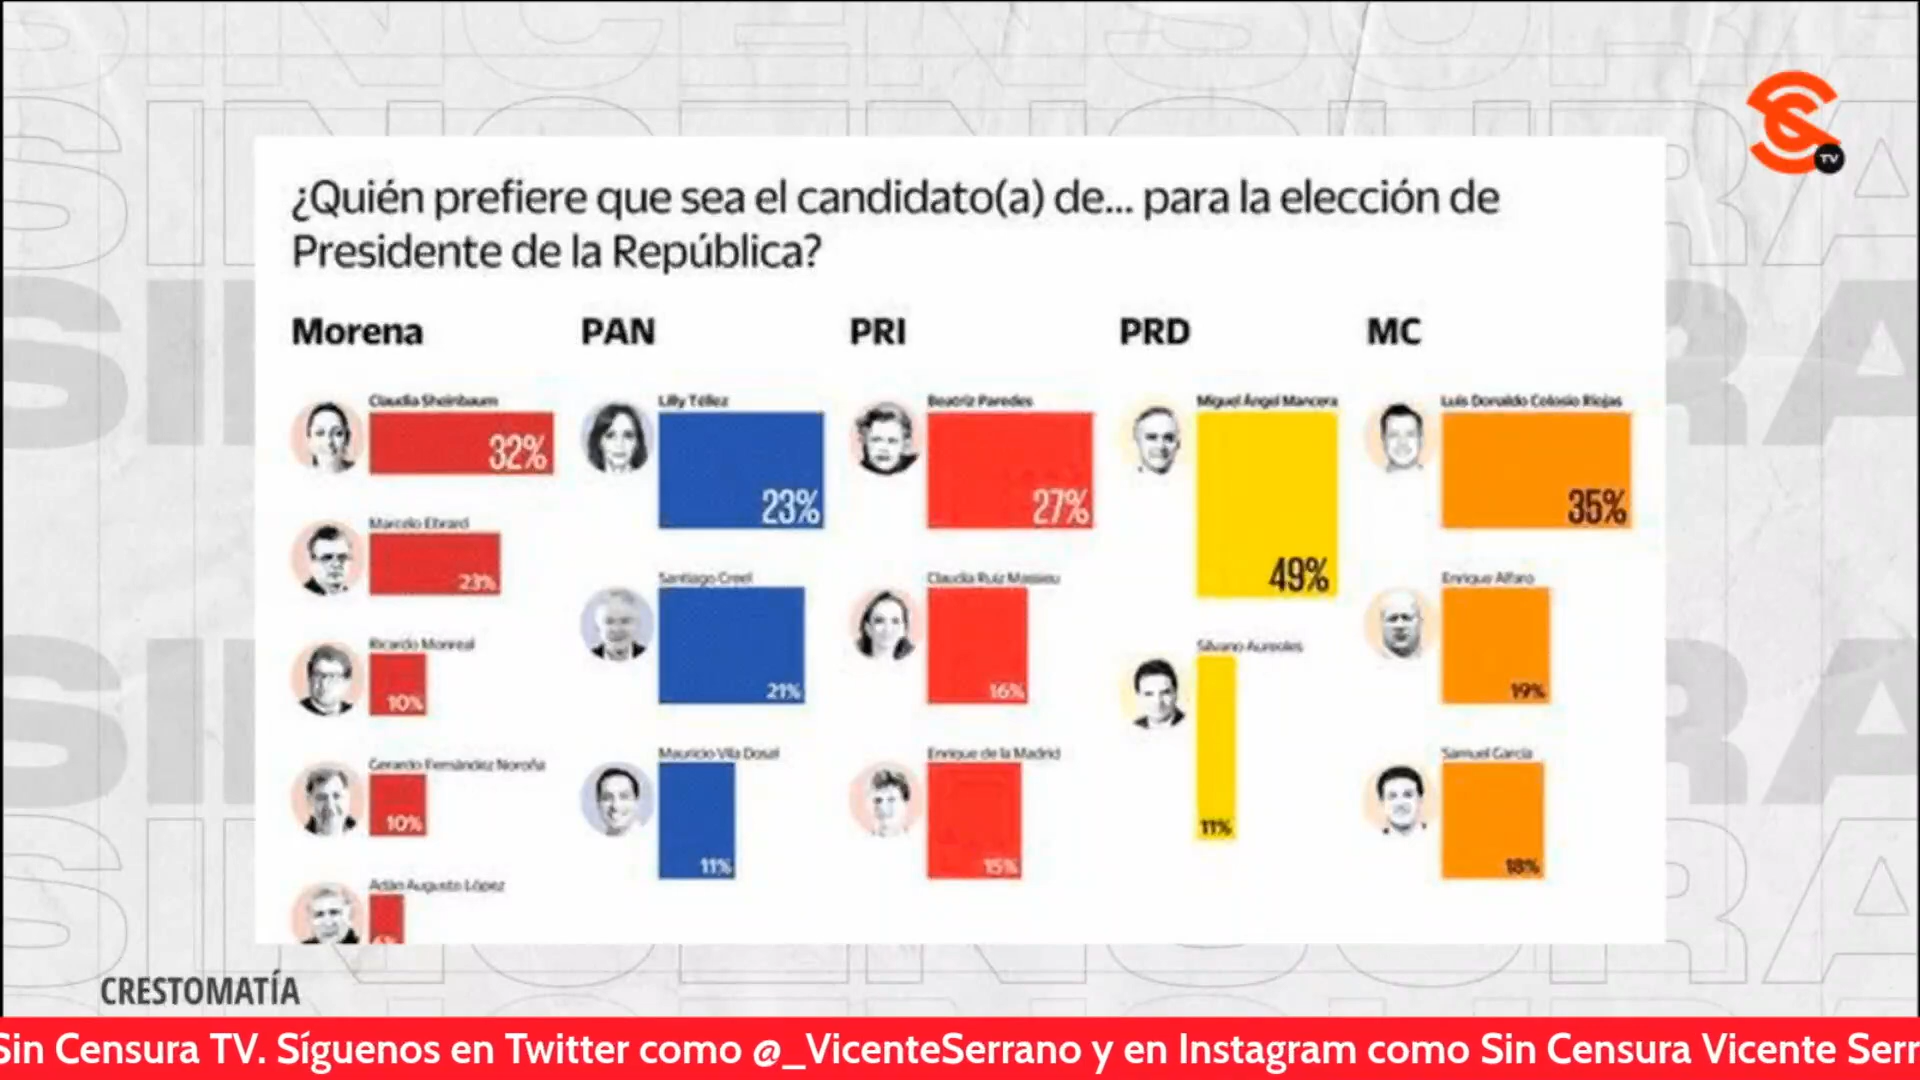 SINCENSURA
SINCENSURA
¿Quién prefiere que sea el candidato(a) de... para la elección de
Presidente de la República?
Morena
PAN
PRI
PRD
MC
Claudia Sheinbaum
32%
Marcelo Ebrard
23%
Ricardo Monreal
10%
Gerardo Fernández Noroña
10%
Adán Augusto López
Lilly Téllez
23%
Santiago Creel
21%
Mauricio Vila Dosal
11%
Beatriz Paredes
27%
Claudia Ruiz Massieu
16%
Enrique de la Madrid
15%
Miguel Ángel Mancera
49%
Silvano Aureoles
11%
Luis Donaldo Colosio Riojas
35%
Enrique Alfaro
19%
Samuel García
18%
TV
CRESTOMATÍA
Sin Censura TV. Síguenos en Twitter como @_VicenteSerrano y en Instagram como Sin Censura Vicente Serr